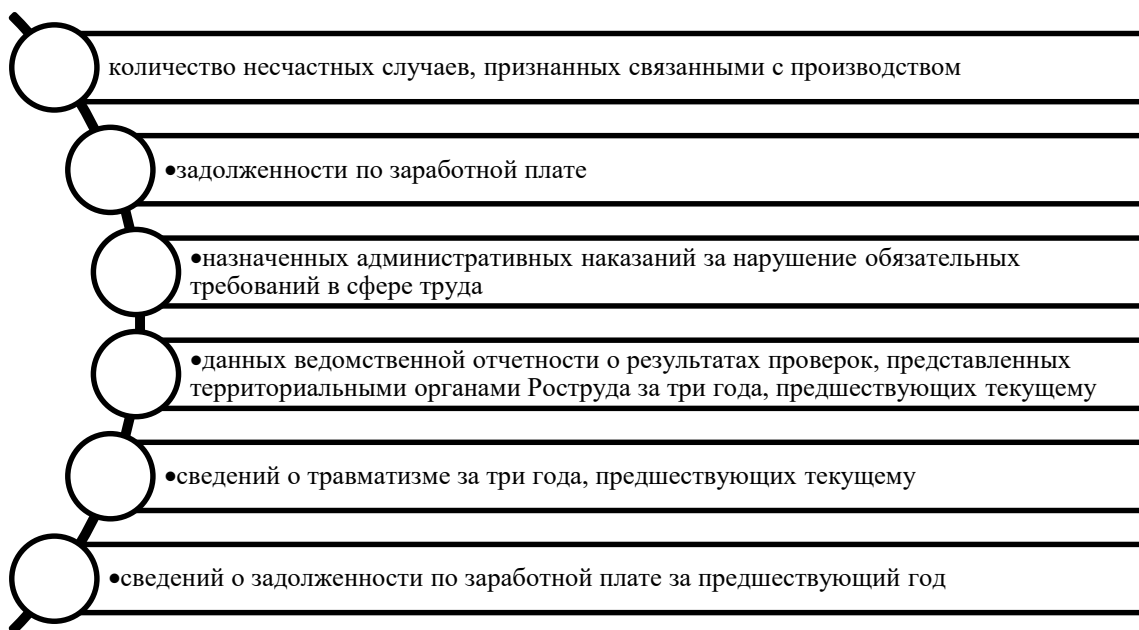 количество несчастных случаев, признанных связанными с производством
•задолженности по заработной плате
•назначенных административных наказаний за нарушение обязательных
требований в сфере труда
•данных ведомственной отчетности о результатах проверок, представленных
территориальными органами Роструда за три года, предшествующих текущему
•сведений о травматизме за три года, предшествующих текущему
•сведений о задолженности по заработной плате за предшествующий год